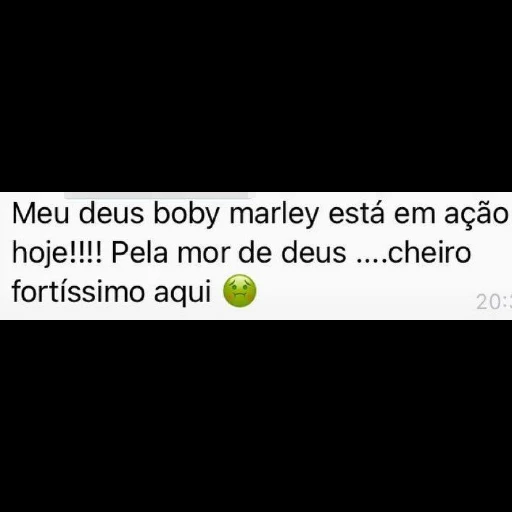 Meu deus boby marley está em ação
hoje!!!! Pela mor de deus ....cheiro
fortíssimo aqui 🤢